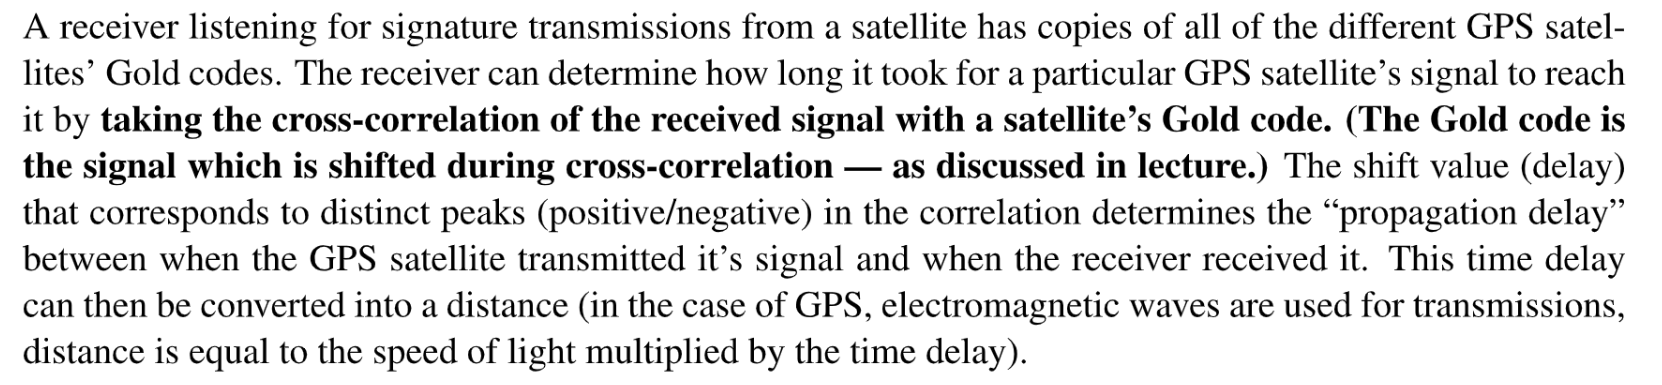 A receiver listening for signature transmissions from a satellite has copies of all of the different GPS satel-
lites’ Gold codes. The receiver can determine how long it took for a particular GPS satellite’s signal to reach
it by taking the cross-correlation of the received signal with a satellite’s Gold code. (The Gold code is
the signal which is shifted during cross-correlation — as discussed in lecture.) The shift value (delay)
that corresponds to distinct peaks (positive/negative) in the correlation determines the “propagation delay”
between when the GPS satellite transmitted it’s signal and when the receiver received it. This time delay
can then be converted into a distance (in the case of GPS, electromagnetic waves are used for transmissions,
distance is equal to the speed of light multiplied by the time delay).